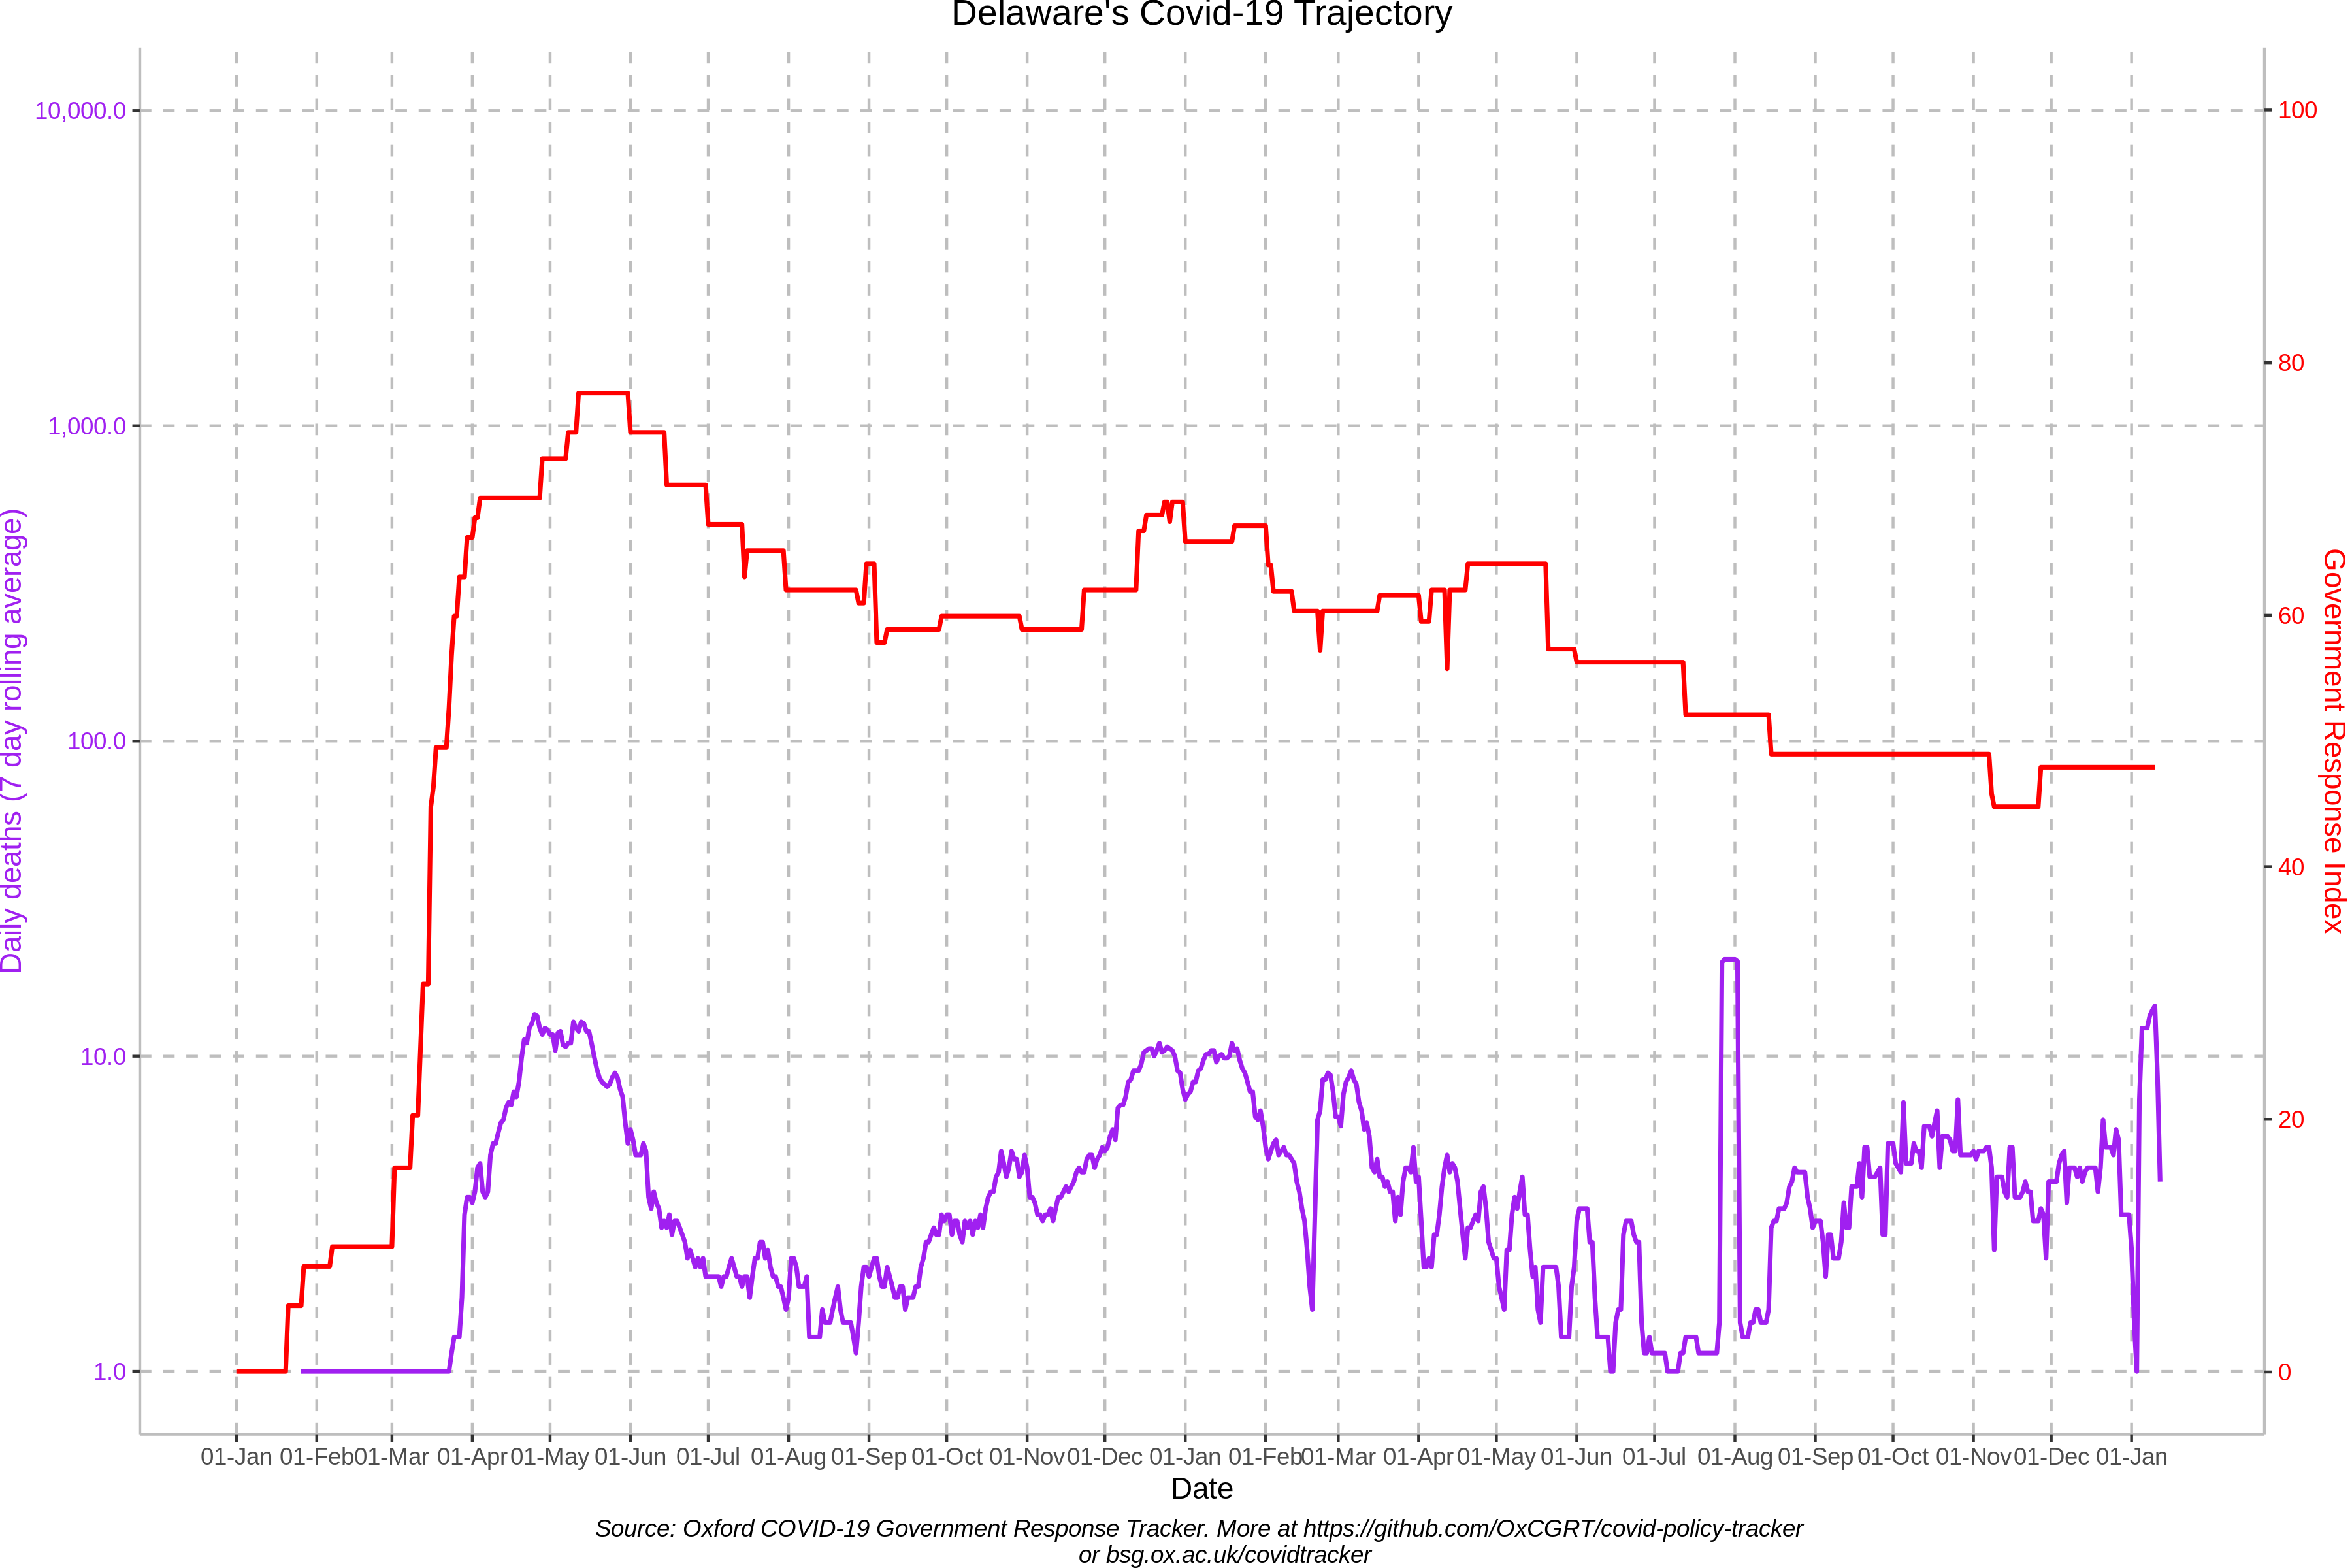 Delaware's Covid-19 Trajectory
10,000.0
1,000.0
100.0
10.0
1.0
Daily deaths (7 day rolling average)
100
80
60
40
20
0
Government Response Index
01-Jan 01-Feb 01-Mar 01-Apr 01-May 01-Jun 01-Jul 01-Aug 01-Sep 01-Oct 01-Nov 01-Dec 01-Jan 01-Feb 01-Mar 01-Apr 01-May 01-Jun 01-Jul 01-Aug 01-Sep 01-Oct 01-Nov 01-Dec 01-Jan
Date
Source: Oxford COVID-19 Government Response Tracker. More at https://github.com/OxCGRT/covid-policy-tracker
or bsg.ox.ac.uk/covidtracker